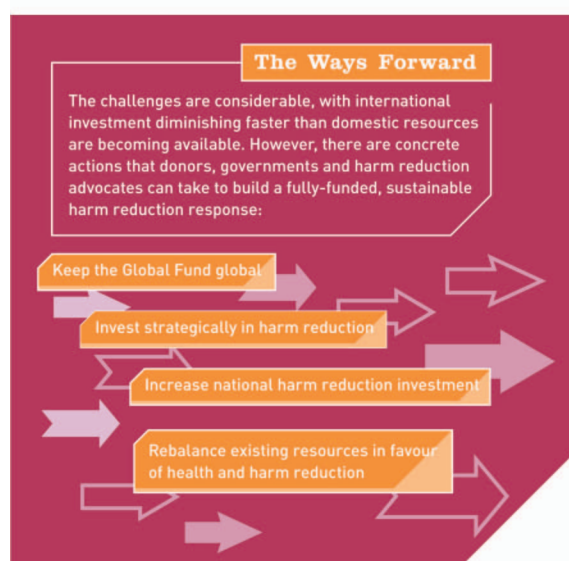 The Ways Forward
The challenges are considerable, with international
investment diminishing faster than domestic resources
are becoming available. However, there are concrete
actions that donors, governments and harm reduction
advocates can take to build a fully-funded, sustainable
harm reduction response:
Keep the Global Fund global
Invest strategically in harm reduction
Increase national harm reduction investment
Rebalance existing resources in favour
of health and harm reduction